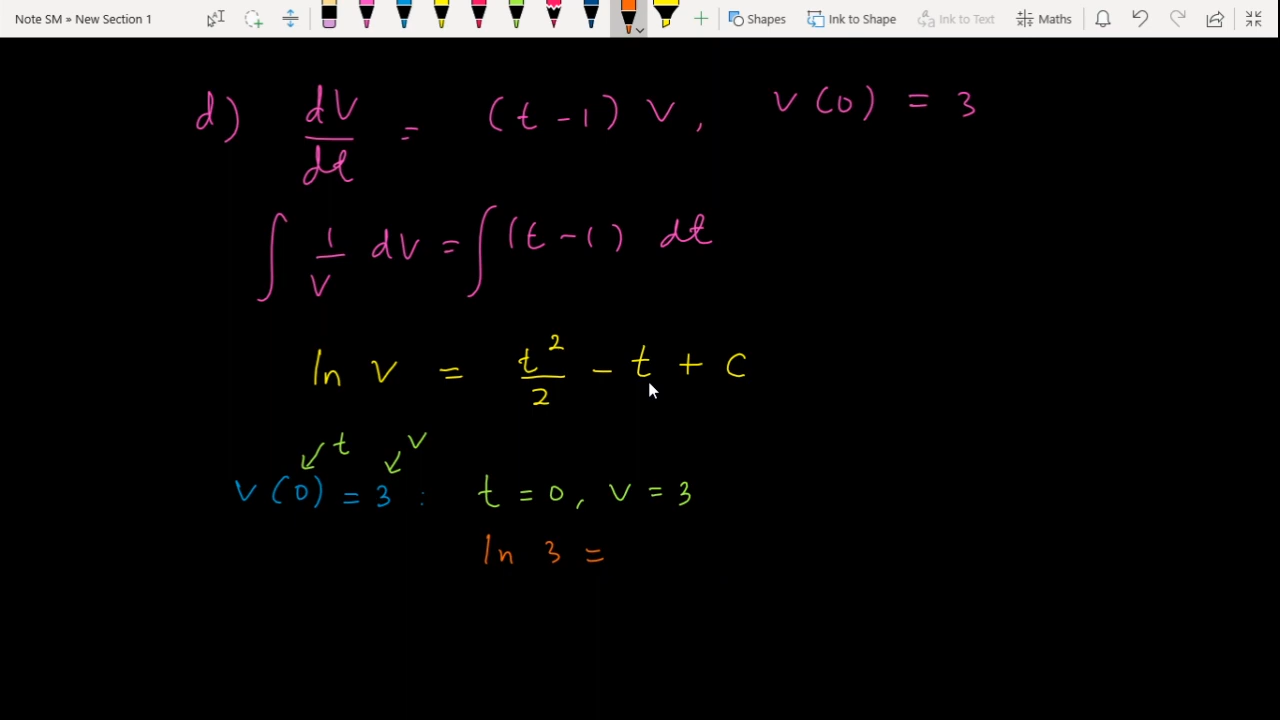 Note SM » New Section 1
Shapes
Ink to Shape
Ink to Text
Maths
d) dV/dt = (t - 1) V, V(0) = 3
∫ 1/V dV = ∫ (t - 1) dt
ln V = t²/2 - t + C
t V
V(0) = 3 : t = 0, V = 3
ln 3 =